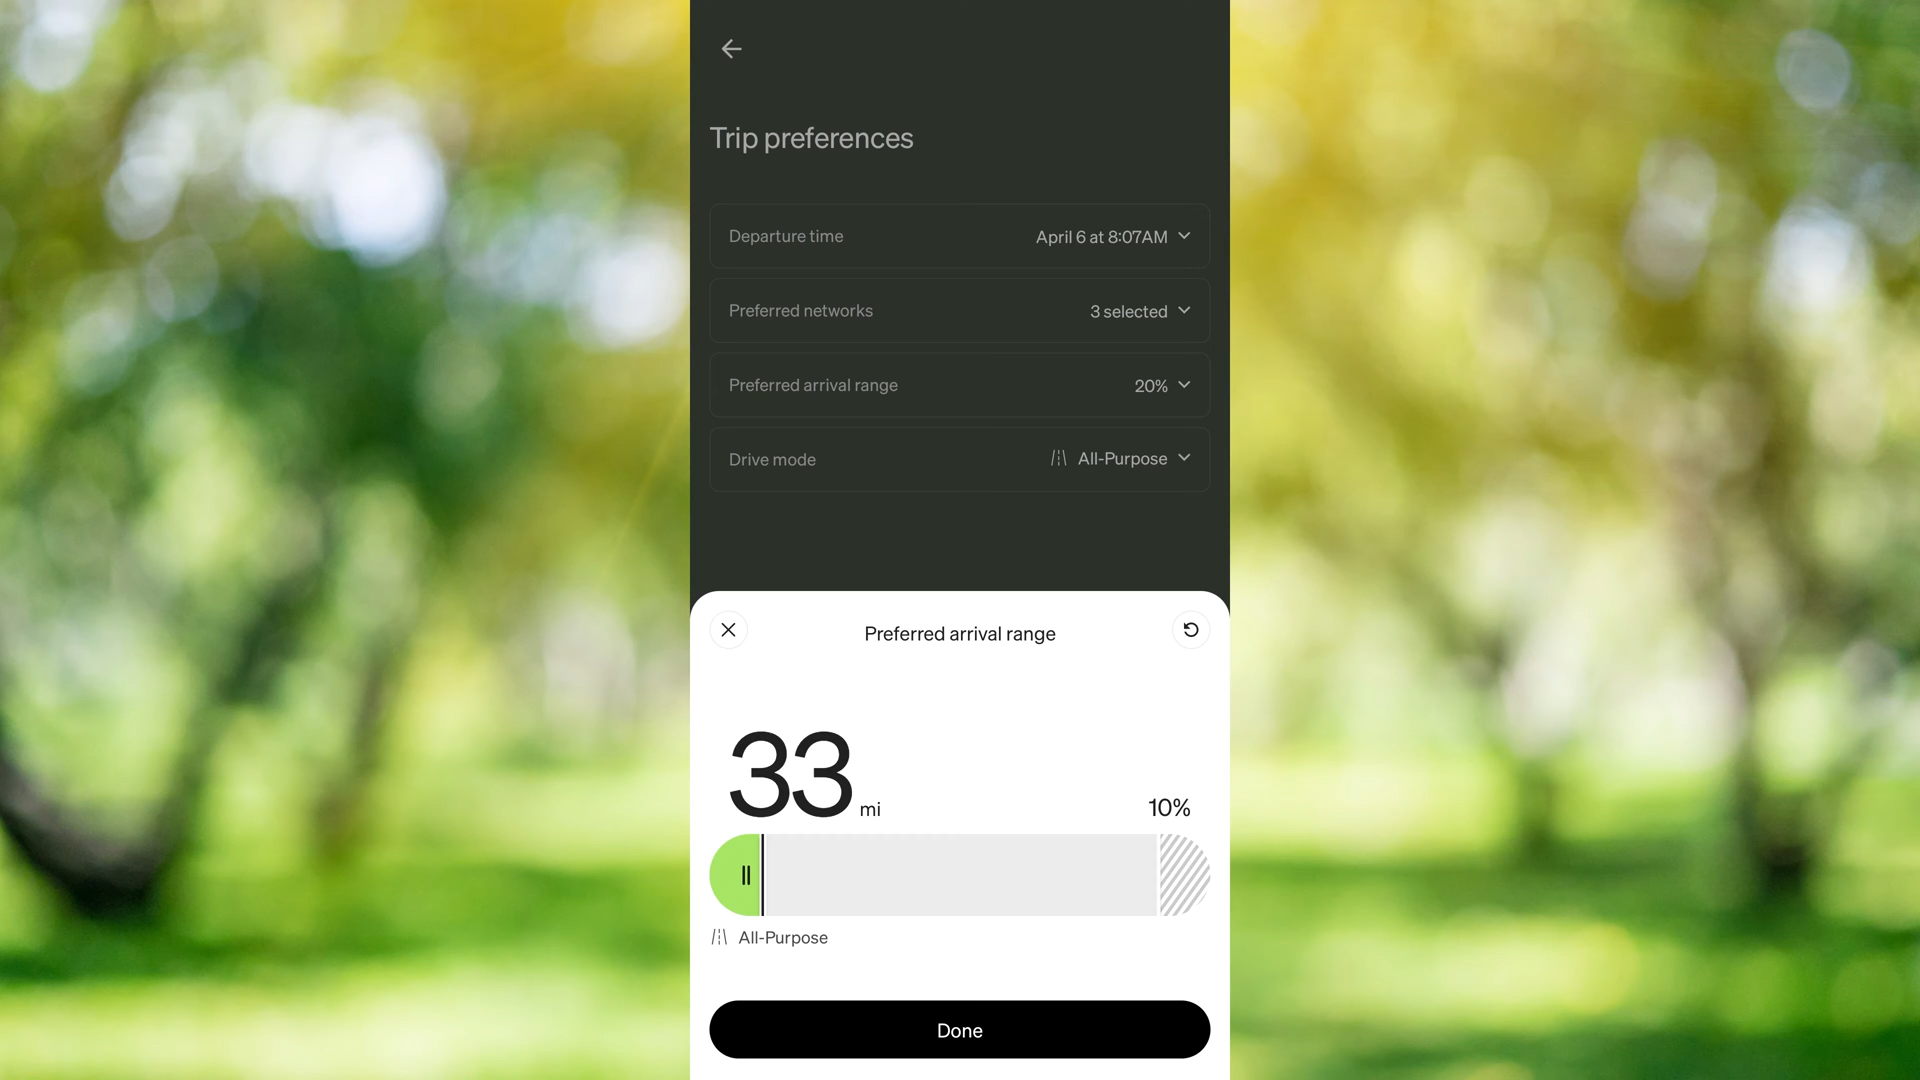 Trip preferences
Departure time April 6 at 8:07AM
Preferred networks 3 selected
Preferred arrival range 20%
Drive mode All-Purpose
Preferred arrival range
33 mi 10%
All-Purpose
Done